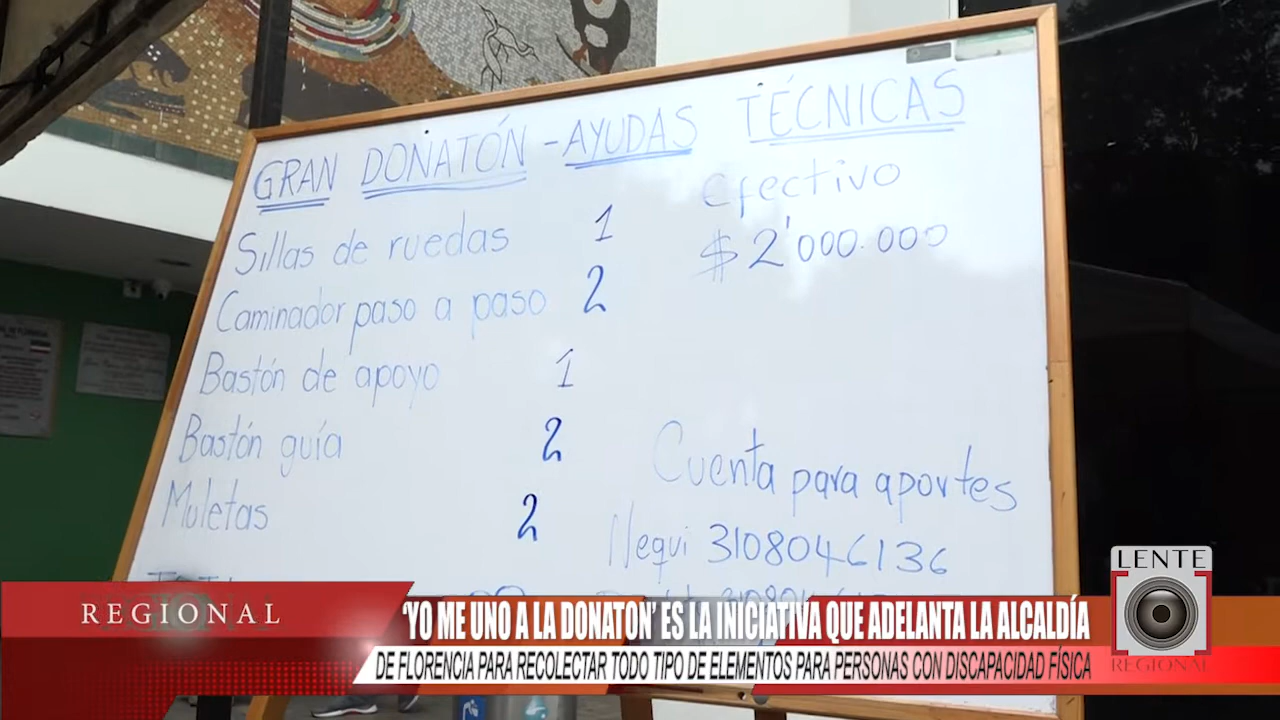 GRAN DONATÓN - AYUDAS TÉCNICAS
Sillas de ruedas 1
Caminador paso a paso 2
Bastón de apoyo 1
Bastón guía 2
Muletas 2
Efectivo
$ 2'000.000
Cuenta para aportes
Nequi 3108046136
REGIONAL
'YO ME UNO A LA DONATON' ES LA INICIATIVA QUE ADELANTA LA ALCALDÍA
DE FLORENCIA PARA RECOLECTAR TODO TIPO DE ELEMENTOS PARA PERSONAS CON DISCAPACIDAD FÍSICA
LENTE
REGIONAL